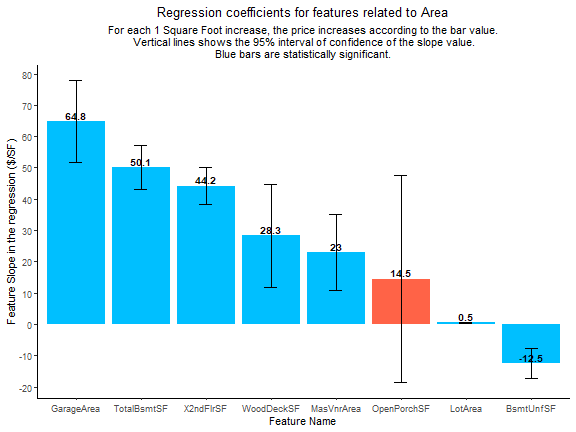 Regression coefficients for features related to Area
For each 1 Square Foot increase, the price increases according to the bar value.
Vertical lines shows the 95% interval of confidence of the slope value.
Blue bars are statistically significant.
Feature Slope in the regression ($/SF)
80
70
60
50
40
30
20
10
0
-10
-20
64.8
50.1
44.2
28.3
23
14.5
0.5
-12.5
GarageArea TotalBsmtSF X2ndFlrSF WoodDeckSF MasVnrArea OpenPorchSF LotArea BsmtUnfSF
Feature Name